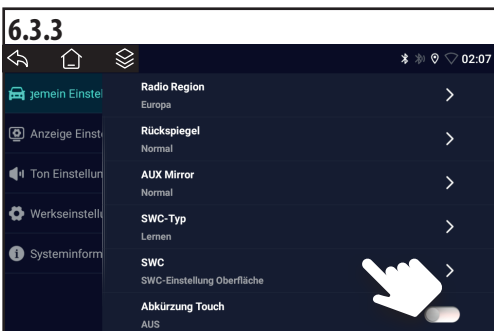 6.3.3
02:07
gemein Einstel
Radio Region
Europa
Anzeige Einst
Rückspiegel
Normal
Ton Einstellun
AUX Mirror
Normal
Werkseinstell
SWC-Typ
Lernen
Systeminform
SWC
SWC-Einstellung Oberfläche
Abkürzung Touch
AUS